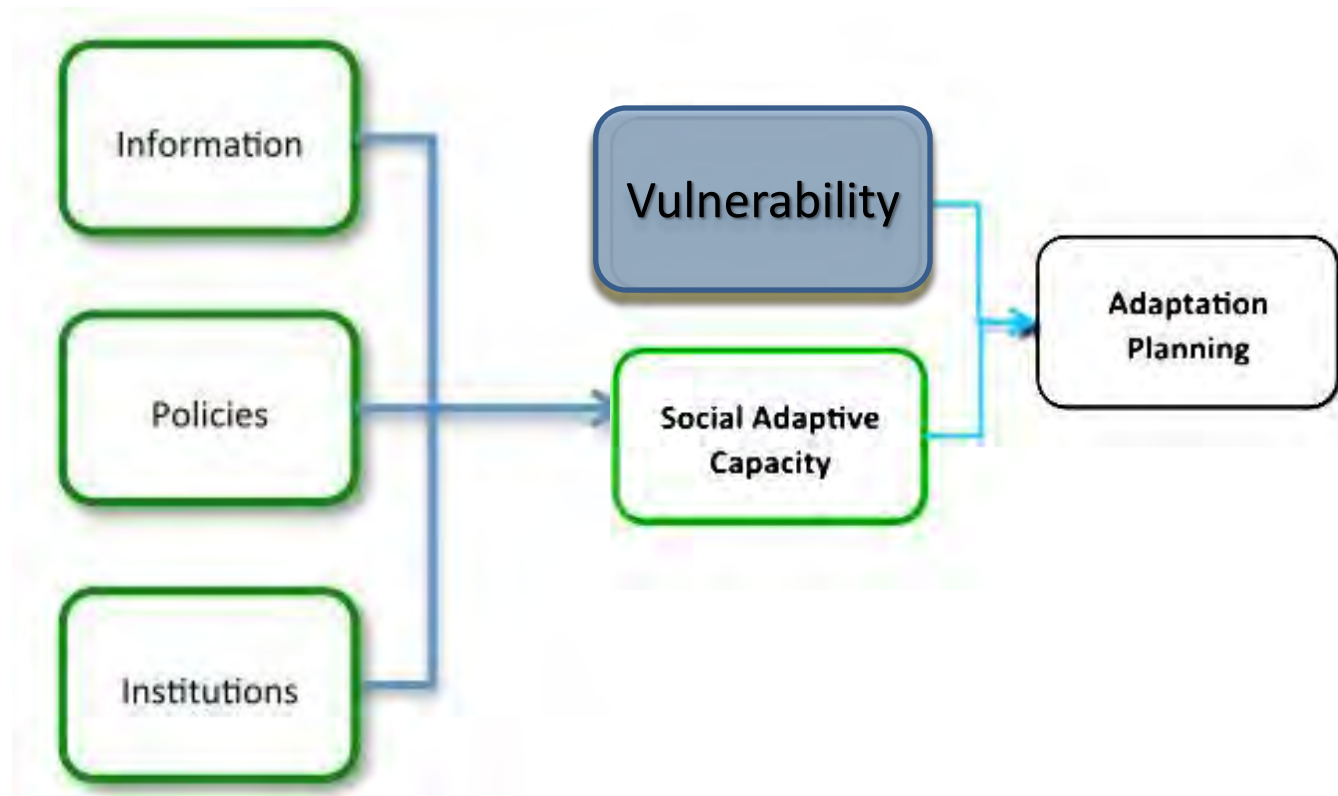 Information
Policies
Institutions
Vulnerability
Social Adaptive
Capacity
Adaptation
Planning